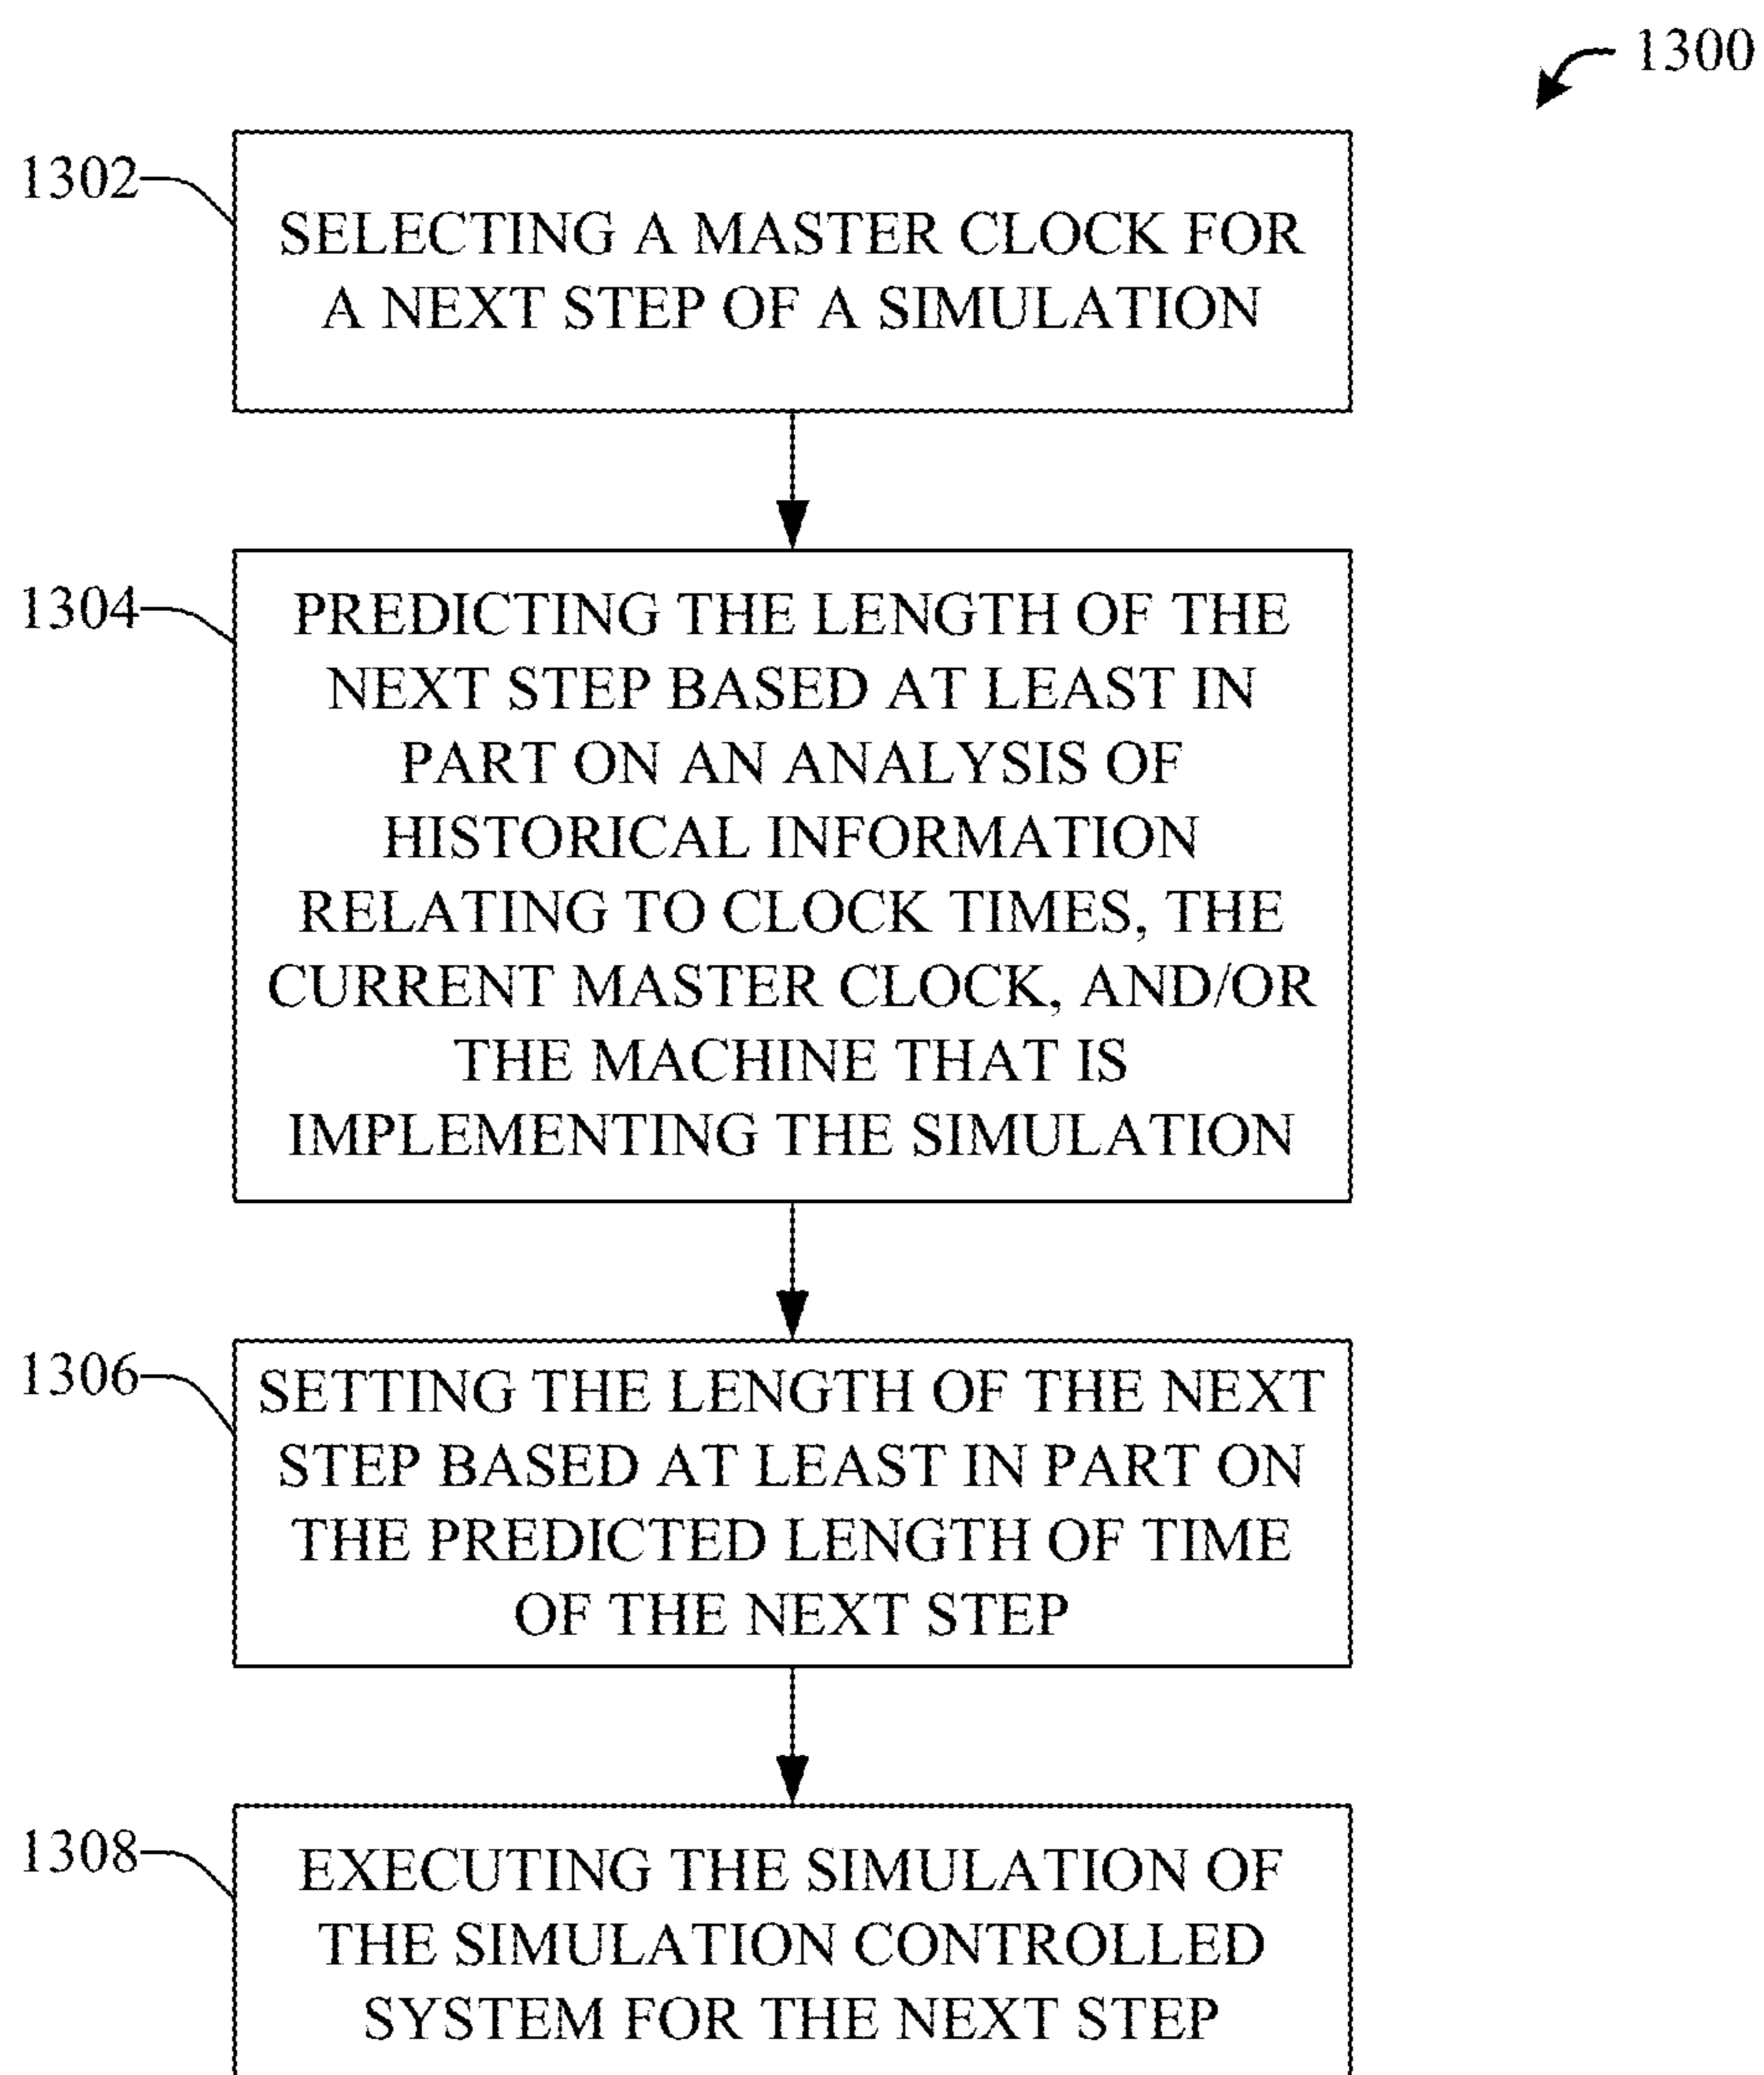 1300
1302
SELECTING A MASTER CLOCK FOR
A NEXT STEP OF A SIMULATION
1304
PREDICTING THE LENGTH OF THE
NEXT STEP BASED AT LEAST IN
PART ON AN ANALYSIS OF
HISTORICAL INFORMATION
RELATING TO CLOCK TIMES, THE
CURRENT MASTER CLOCK, AND/OR
THE MACHINE THAT IS
IMPLEMENTING THE SIMULATION
1306
SETTING THE LENGTH OF THE NEXT
STEP BASED AT LEAST IN PART ON
THE PREDICTED LENGTH OF TIME
OF THE NEXT STEP
1308
EXECUTING THE SIMULATION OF
THE SIMULATION CONTROLLED
SYSTEM FOR THE NEXT STEP